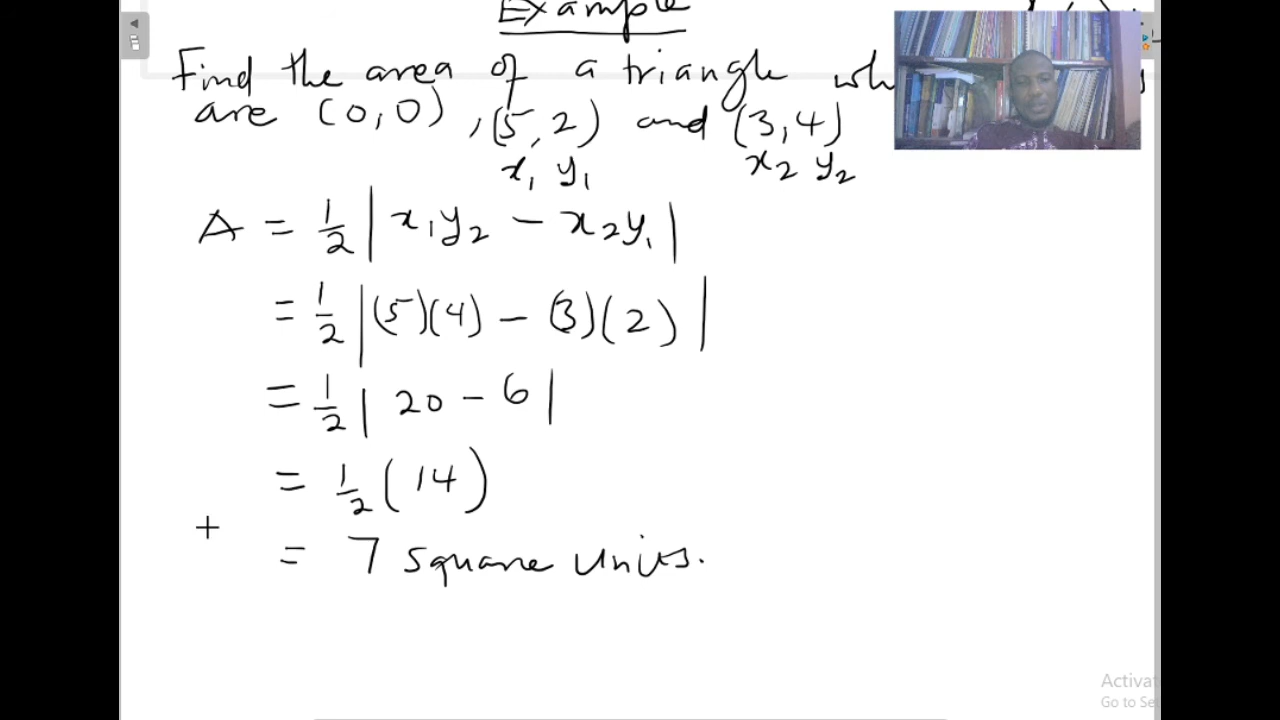 Example
Find the area of a triangle wh
are (0,0), (5,2) and (3,4)
x₁ y₁ x₂ y₂
A = 1/2 | x₁y₂ - x₂y₁ |
= 1/2 |(5)(4) - (3)(2)|
= 1/2 | 20 - 6 |
= 1/2 (14)
= 7 square units.
Activat
Go to Se